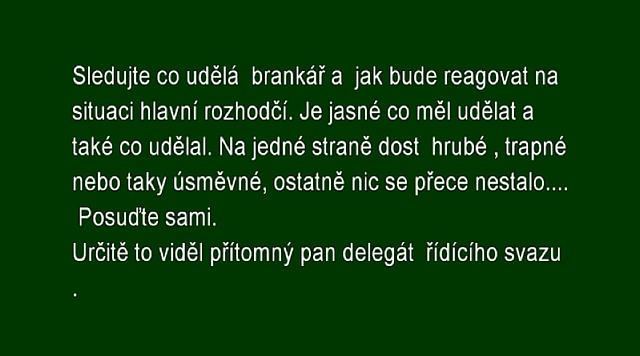 Sledujte co udělá  brankář a  jak bude reagovat na
situaci hlavní rozhodčí. Je jasné co měl udělat a
také co udělal. Na jedné straně dost  hrubé , trapné
nebo taky úsměvné, ostatně nic se přece nestalo....
 Posuďte sami.
Určitě to viděl přítomný pan delegát  řídícího svazu
.